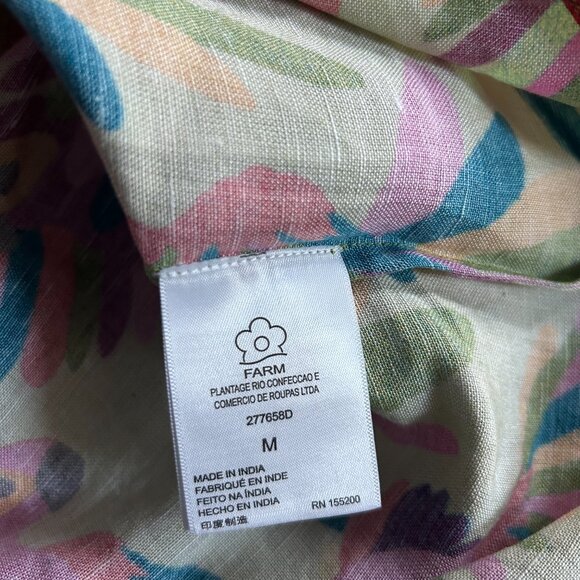 FARM
PLANTAGE RIO CONFECCAO E
COMERCIO DE ROUPAS LTDA
277658D
M
MADE IN INDIA
FABRIQUÉ EN INDE
FEITO NA ÍNDIA
HECHO EN INDIA
RN 155200
印度制造